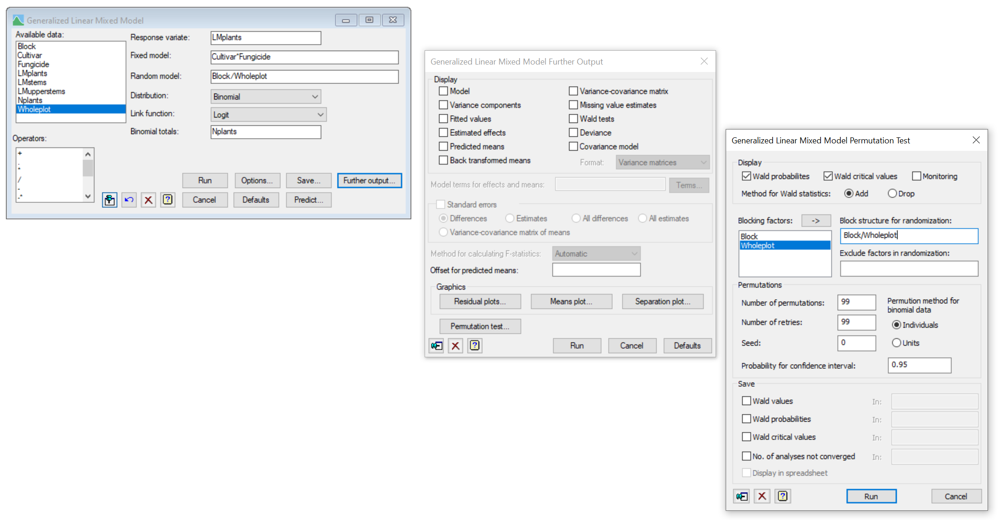 Generalized Linear Mixed Model
Available data:
Block
Cultivar
Fungicide
LMplants
LMstems
LMupperstems
Nplants
Wholeplot
Operators:
+
.
*
/
-
-*
Response variate: LMplants
Fixed model: Cultivar*Fungicide
Random model: Block/Wholeplot
Distribution: Binomial
Link function: Logit
Binomial totals: Nplants
Run Options... Save... Further output...
Cancel Defaults Predict...
Generalized Linear Mixed Model Further Output
Display
Model Variance-covariance matrix
Variance components Missing value estimates
Fitted values Wald tests
Estimated effects Deviance
Predicted means Covariance model
Back transformed means Format: Variance matrices
Model terms for effects and means: Terms...
Standard errors
Differences Estimates All differences All estimates
Variance-covariance matrix of means
Method for calculating F-statistics: Automatic
Offset for predicted means:
Graphics
Residual plots... Means plot... Separation plot...
Permutation test...
Run Cancel Defaults
Generalized Linear Mixed Model Permutation Test
Display
Wald probabilites Wald critical values Monitoring
Method for Wald statistics: Add Drop
Blocking factors: -> Block structure for randomization:
Block
Wholeplot
Block/Wholeplot
Exclude factors in randomization:
Permutations
Number of permutations: 99
Number of retries: 99
Seed: 0
Permution method for
binomial data
Individuals
Units
Probability for confidence interval: 0.95
Save
Wald values In:
Wald probabilities In:
Wald critical values In:
No. of analyses not converged In:
Display in spreadsheet
Run Cancel